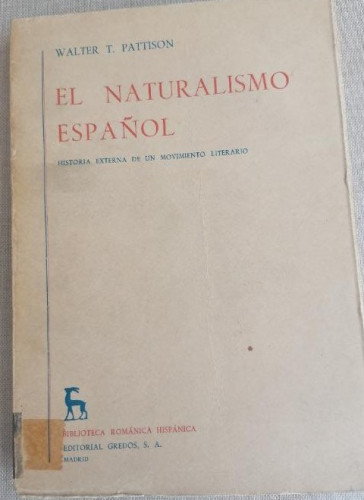 WALTER T. PATTISON
EL NATURALISMO
ESPAÑOL
HISTORIA EXTERNA DE UN MOVIMIENTO LITERARIO
BIBLIOTECA ROMÁNICA HISPÁNICA
EDITORIAL GREDOS, S. A.
MADRID